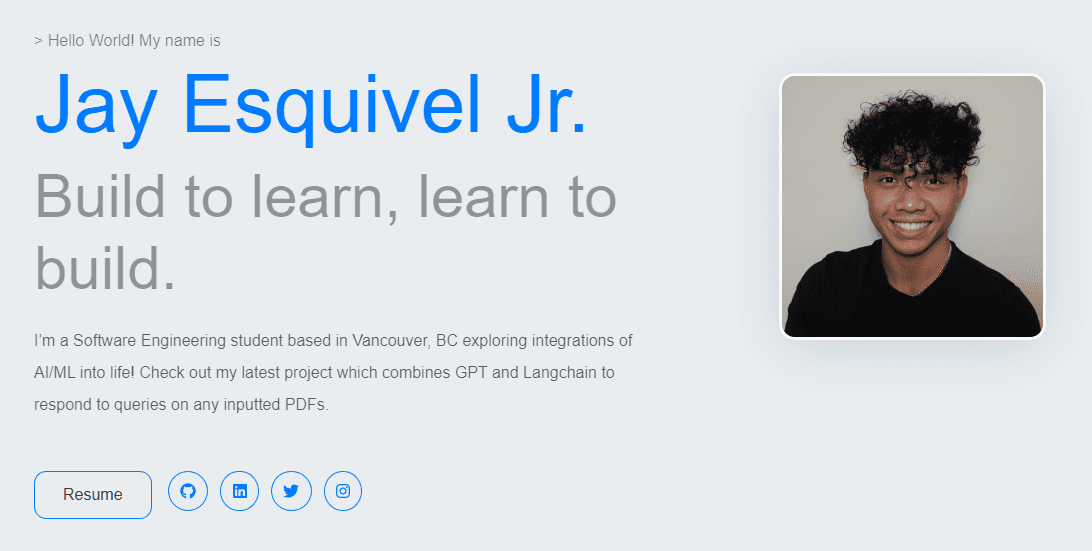 > Hello World! My name is
Jay Esquivel Jr.
Build to learn, learn to
build.
I’m a Software Engineering student based in Vancouver, BC exploring integrations of
AI/ML into life! Check out my latest project which combines GPT and Langchain to
respond to queries on any inputted PDFs.
Resume